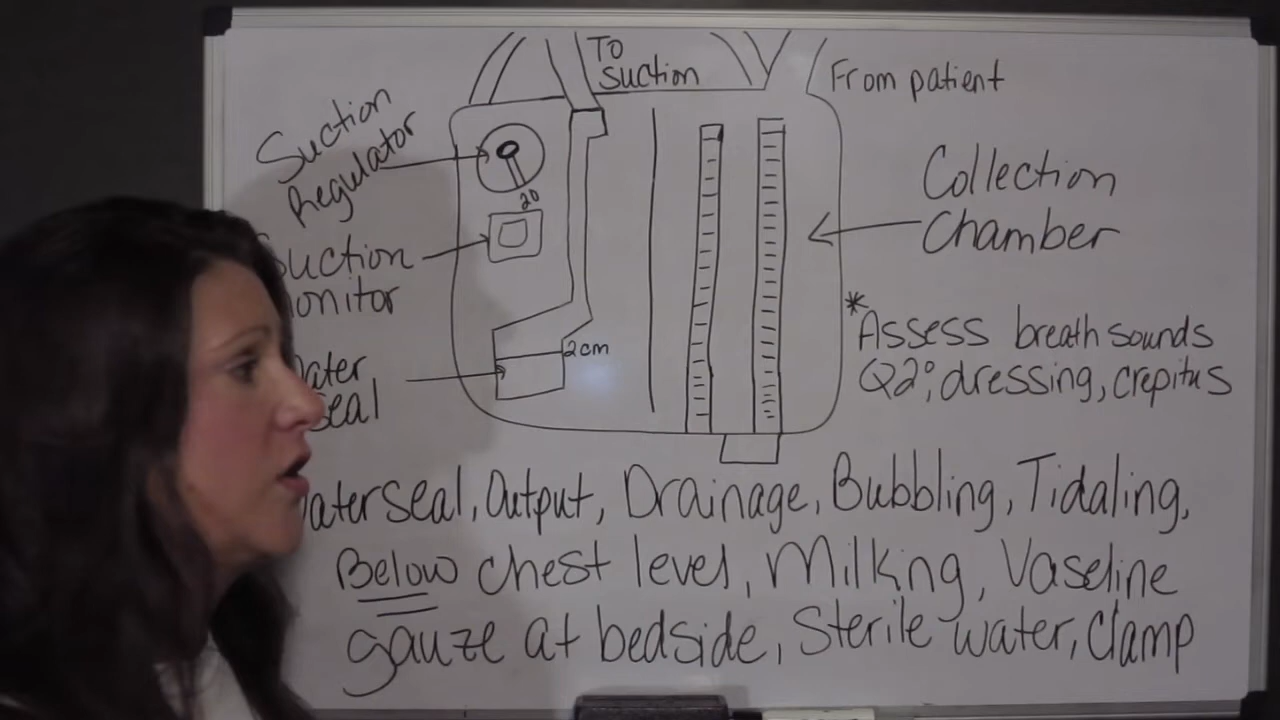 To
Suction
From patient
Suction
Regulator
20
Collection
Chamber
uction
onitor
2cm
ater
eal
*Assess breath sounds
Q2°, dressing, crepitus
aterseal, Output, Drainage, Bubbling, Tidaling,
Below chest level, Milking, Vaseline
gauze at bedside, Sterile water, Clamp